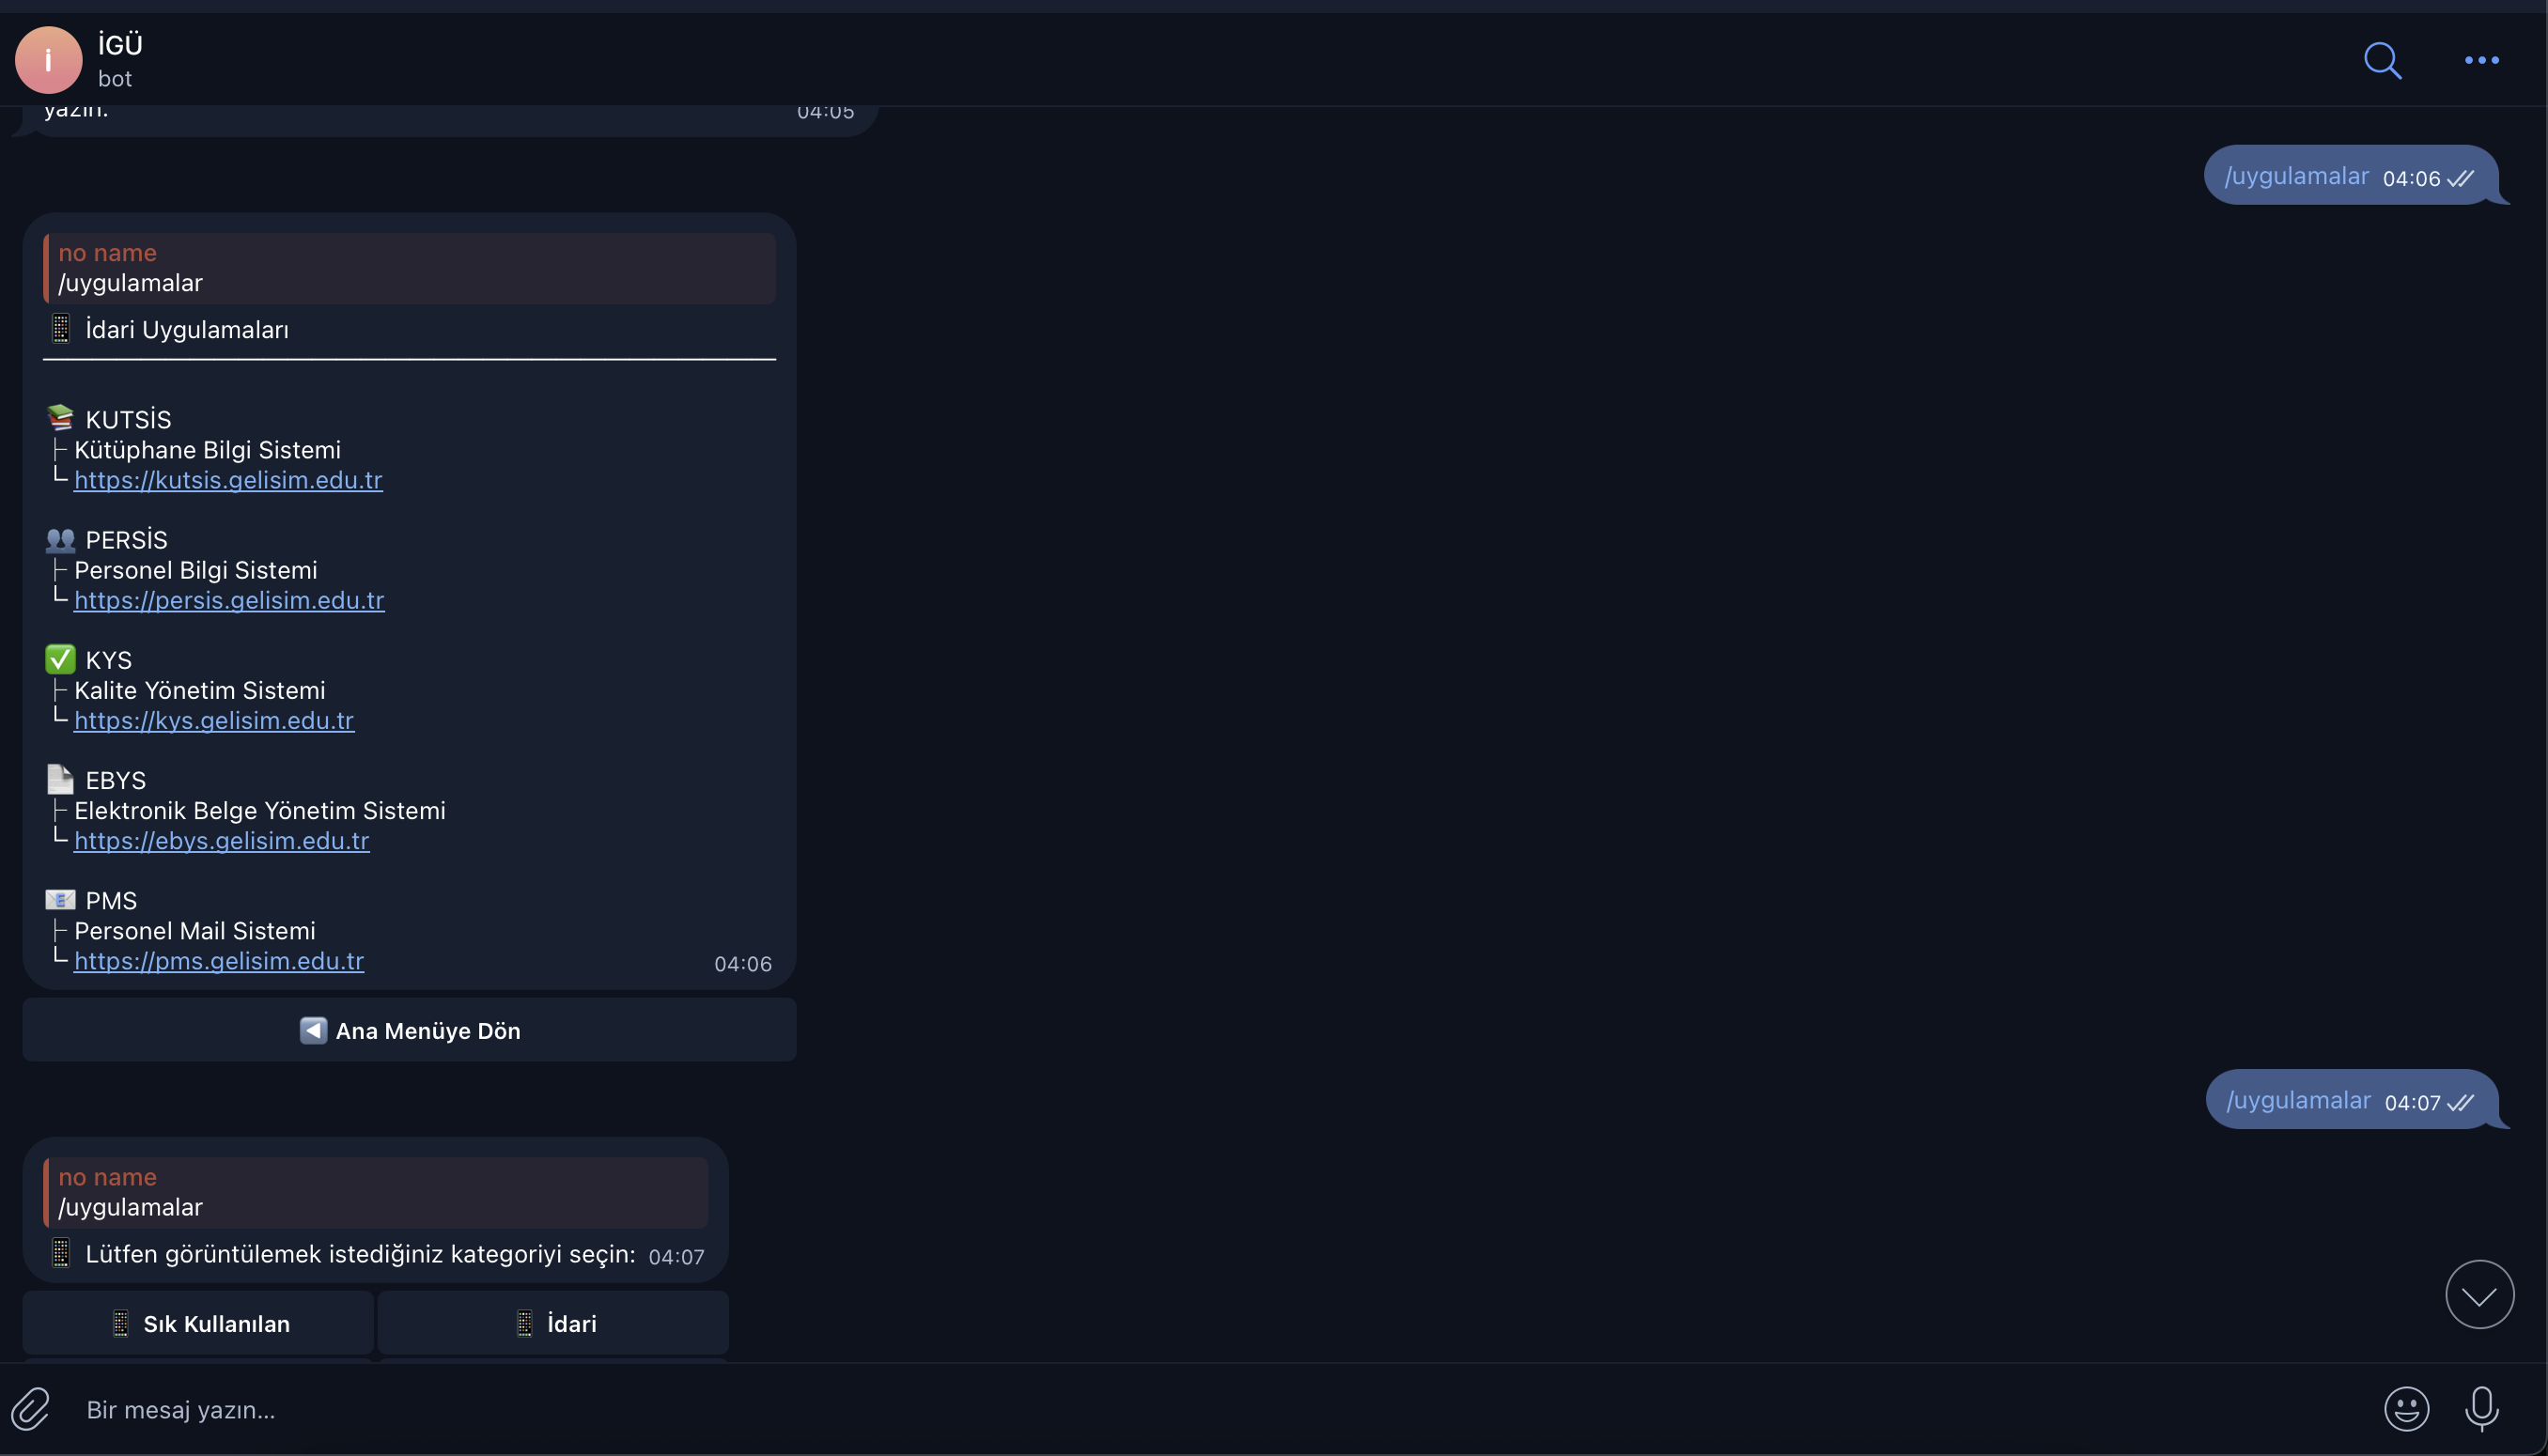 i
İGÜ
bot
yazın.
04:05
/uygulamalar 04:06
no name
/uygulamalar
İdari Uygulamaları
KUTSİS
├ Kütüphane Bilgi Sistemi
└ https://kutsis.gelisim.edu.tr
PERSİS
├ Personel Bilgi Sistemi
└ https://persis.gelisim.edu.tr
KYS
├ Kalite Yönetim Sistemi
└ https://kys.gelisim.edu.tr
EBYS
├ Elektronik Belge Yönetim Sistemi
└ https://ebys.gelisim.edu.tr
PMS
├ Personel Mail Sistemi
└ https://pms.gelisim.edu.tr
04:06
Ana Menüye Dön
/uygulamalar 04:07
no name
/uygulamalar
Lütfen görüntülemek istediğiniz kategoriyi seçin: 04:07
Sık Kullanılan
İdari
Bir mesaj yazın...